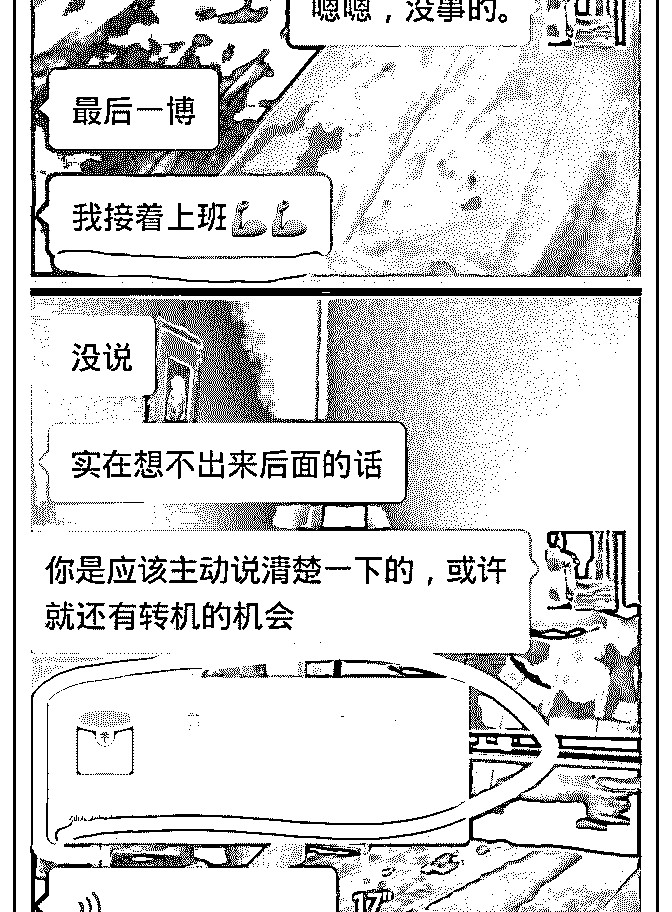 嗯嗯，没事的。
最后一博
我接着上班💪💪
没说
实在想不出来后面的话
你是应该主动说清楚一下的，或许
就还有转机的机会
17"